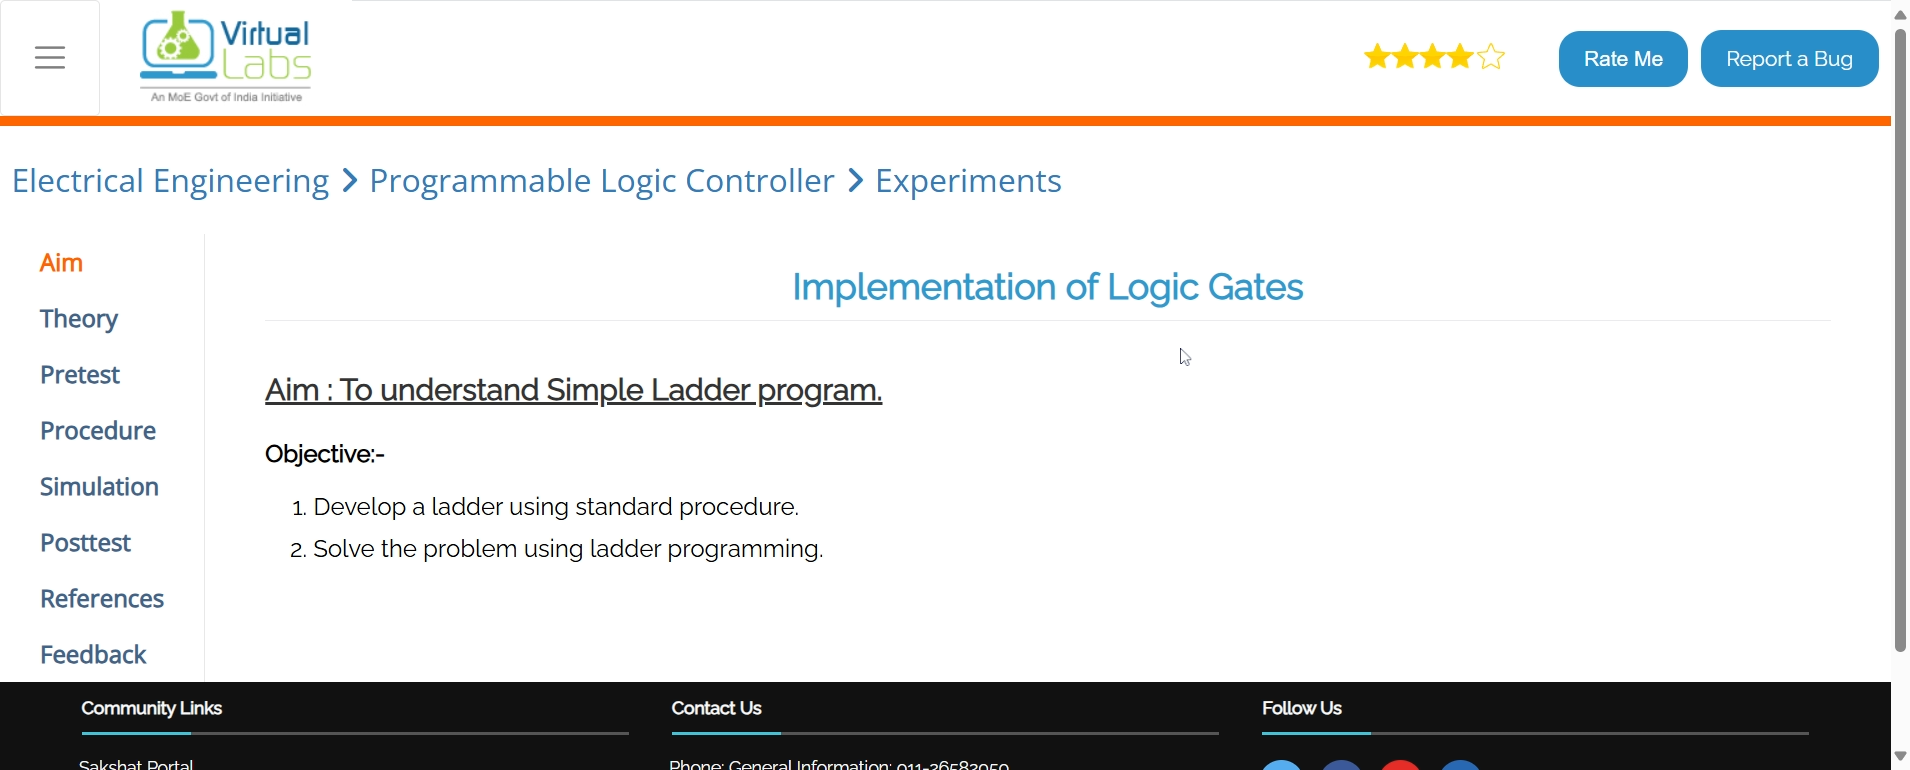 Virtual
Labs
An MoE Govt of India Initiative
Rate Me
Report a Bug
Electrical Engineering > Programmable Logic Controller > Experiments
Aim
Theory
Pretest
Procedure
Simulation
Posttest
References
Feedback
Implementation of Logic Gates
Aim : To understand Simple Ladder program.
Objective:-
1. Develop a ladder using standard procedure.
2. Solve the problem using ladder programming.
Community Links
Sakshat Portal
Contact Us
Phone: General Information: 011-26582050
Follow Us